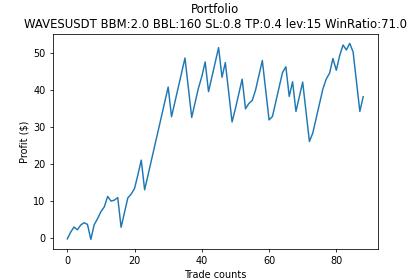 Portfolio
WAVESUSDT BBM:2.0 BBL:160 SL:0.8 TP:0.4 lev:15 WinRatio:71.0
Profit ($)
50
40
30
20
10
0
0 20 40 60 80
Trade counts